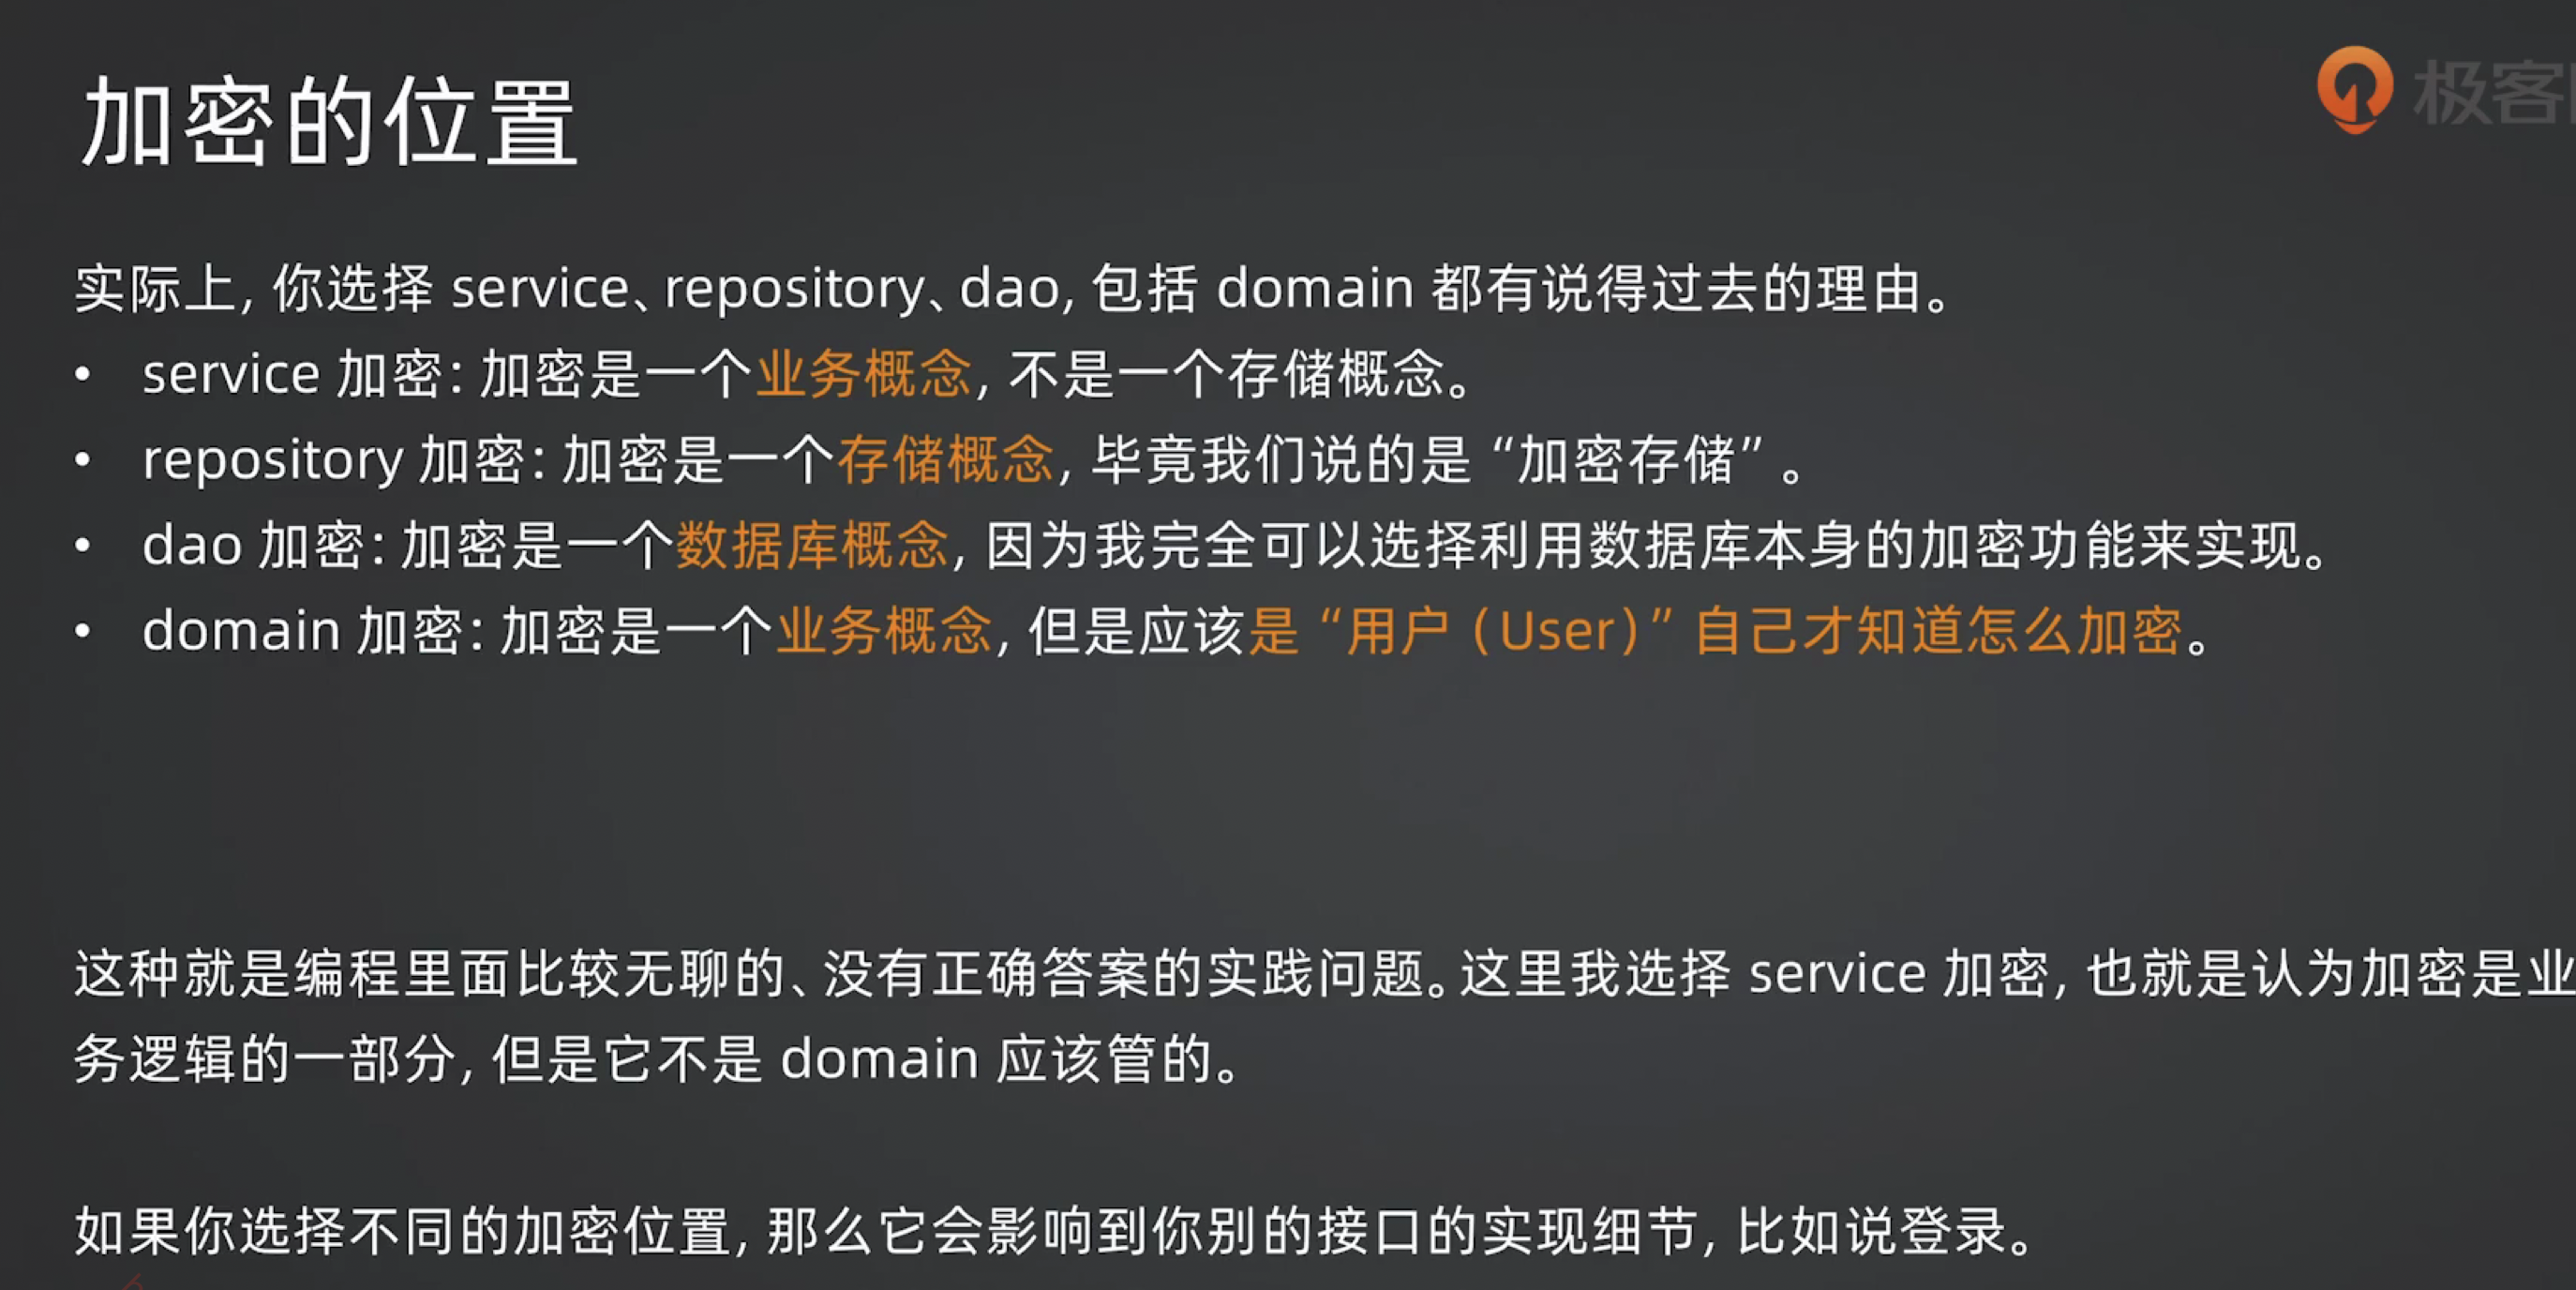 加密的位置
极客
实际上, 你选择 service、repository、dao, 包括 domain 都有说得过去的理由。
• service 加密: 加密是一个业务概念, 不是一个存储概念。
• repository 加密: 加密是一个存储概念, 毕竟我们说的是 “加密存储” 。
• dao 加密: 加密是一个数据库概念, 因为我完全可以选择利用数据库本身的加密功能来实现。
• domain 加密: 加密是一个业务概念, 但是应该是 “用户 (User)” 自己才知道怎么加密。
这种就是编程里面比较无聊的、没有正确答案的实践问题。这里我选择 service 加密, 也就是认为加密是业
务逻辑的一部分, 但是它不是 domain 应该管的。
如果你选择不同的加密位置, 那么它会影响到你别的接口的实现细节, 比如说登录。